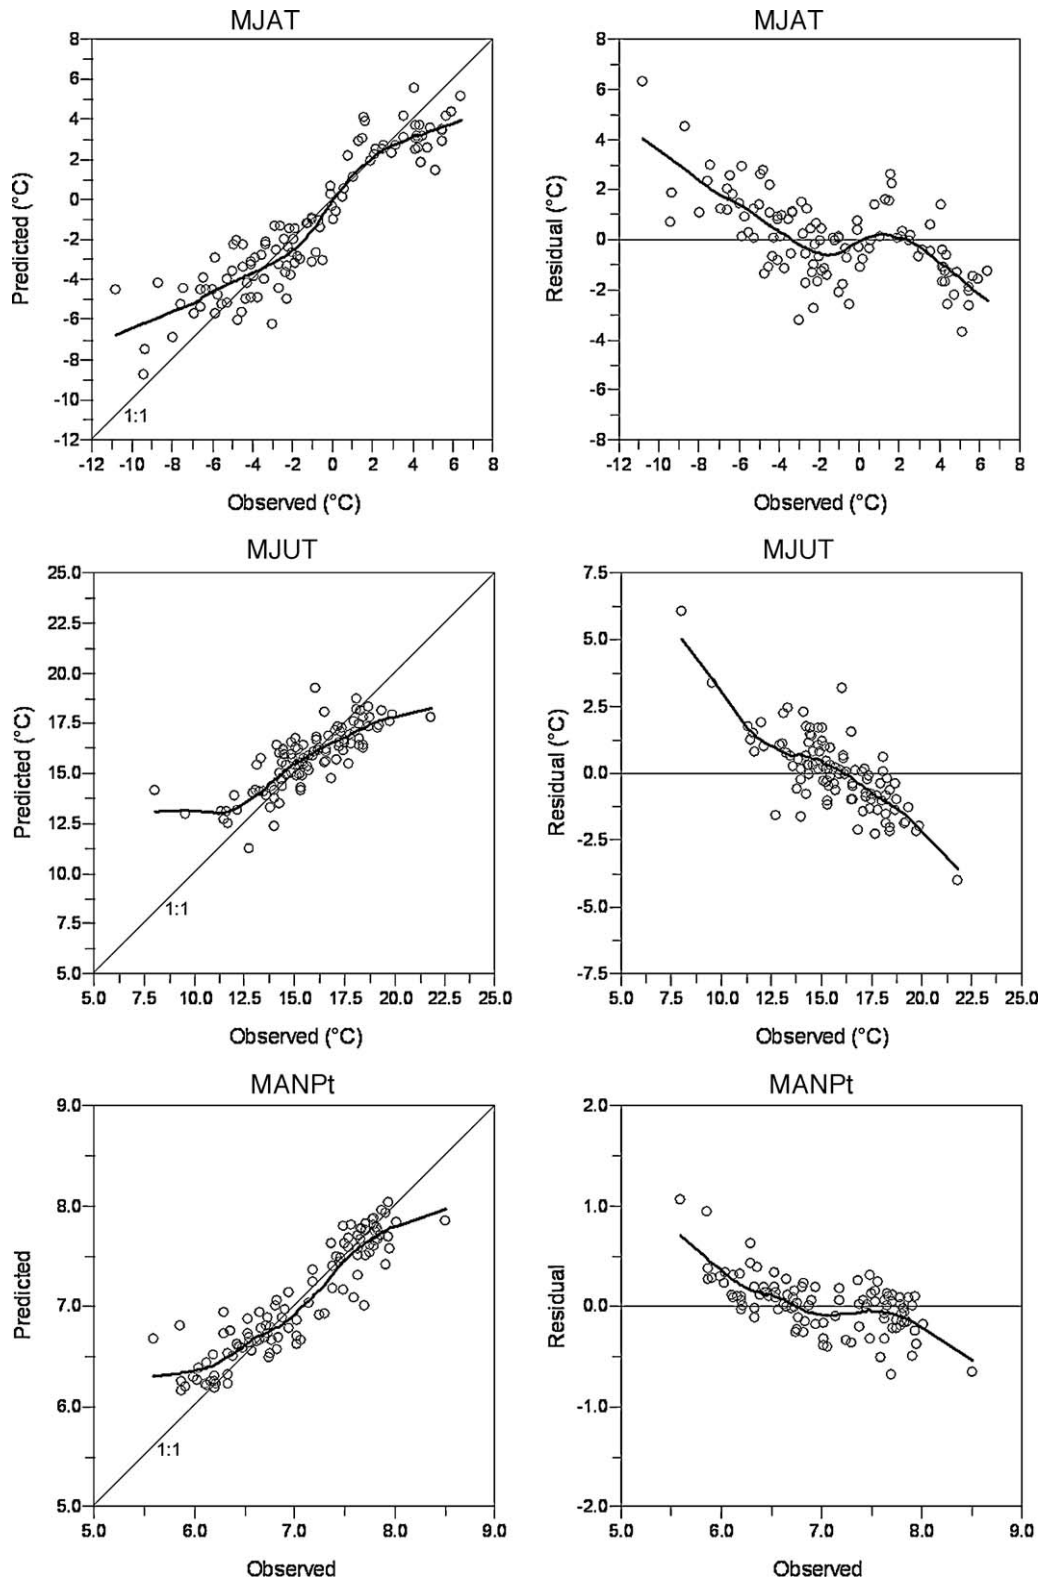 MJAT
MJAT
8
6
4
2
0
-2
-4
-6
-8
-10
-12
Predicted (°C)
1:1
-12 -10 -8 -6 -4 -2 0 2 4 6 8
Observed (°C)
8
6
4
2
0
-2
-4
-6
-8
Residual (°C)
-12 -10 -8 -6 -4 -2 0 2 4 6 8
Observed (°C)
MJUT
MJUT
25.0
22.5
20.0
17.5
15.0
12.5
10.0
7.5
5.0
Predicted (°C)
1:1
5.0 7.5 10.0 12.5 15.0 17.5 20.0 22.5 25.0
Observed (°C)
7.5
5.0
2.5
0.0
-2.5
-5.0
-7.5
Residual (°C)
5.0 7.5 10.0 12.5 15.0 17.5 20.0 22.5 25.0
Observed (°C)
MANPt
MANPt
9.0
8.0
7.0
6.0
5.0
Predicted
1:1
5.0 6.0 7.0 8.0 9.0
Observed
2.0
1.0
0.0
-1.0
-2.0
Residual
5.0 6.0 7.0 8.0 9.0
Observed